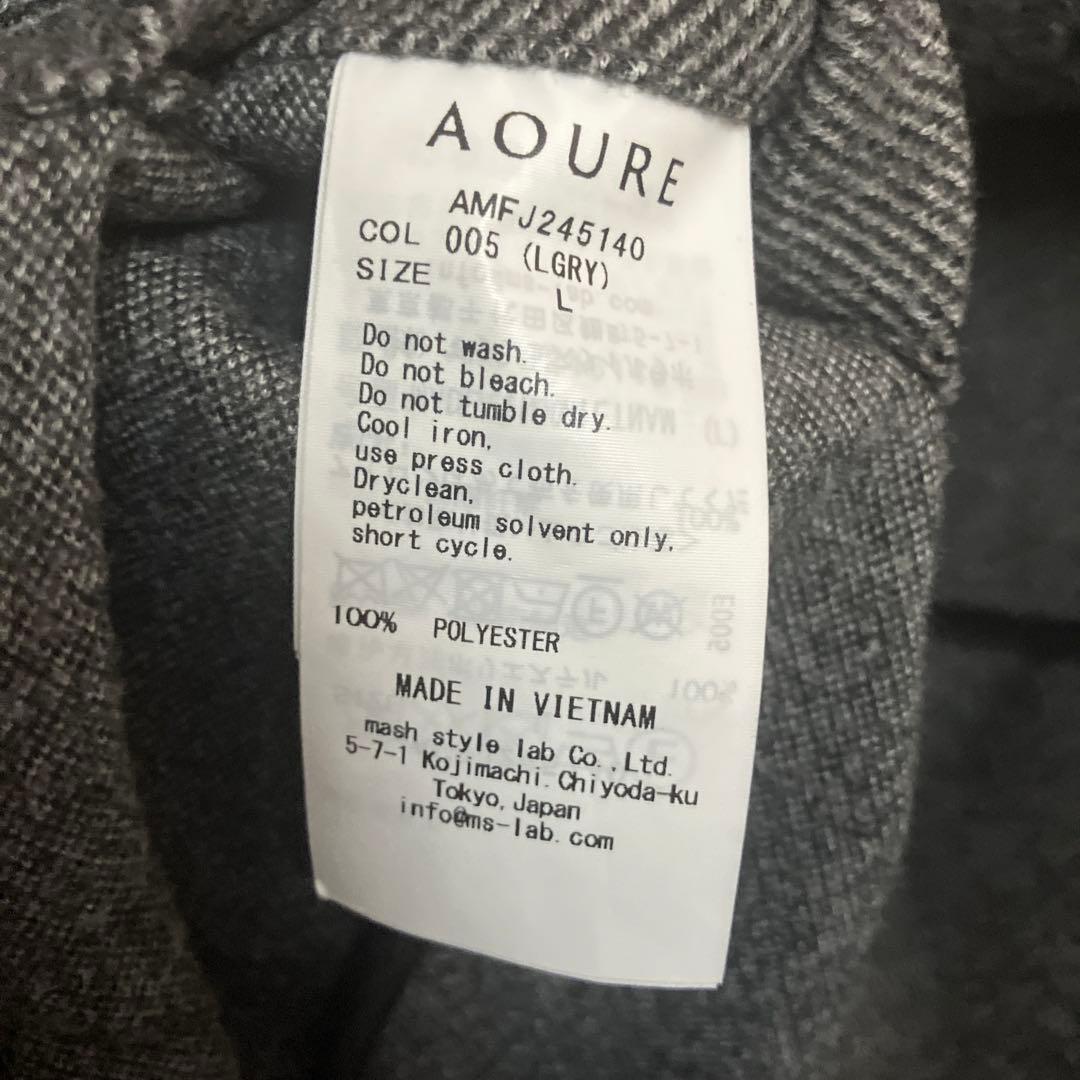 AOURE
AMFJ245140
COL 005 (LGRY)
SIZE L
Do not wash.
Do not bleach.
Do not tumble dry.
Cool iron,
use press cloth.
Dryclean,
petroleum solvent only,
short cycle.
100% POLYESTER
MADE IN VIETNAM
mash style lab Co.,Ltd.
5-7-1 Kojimachi.Chiyoda-ku
Tokyo,Japan
info@ms-lab.com